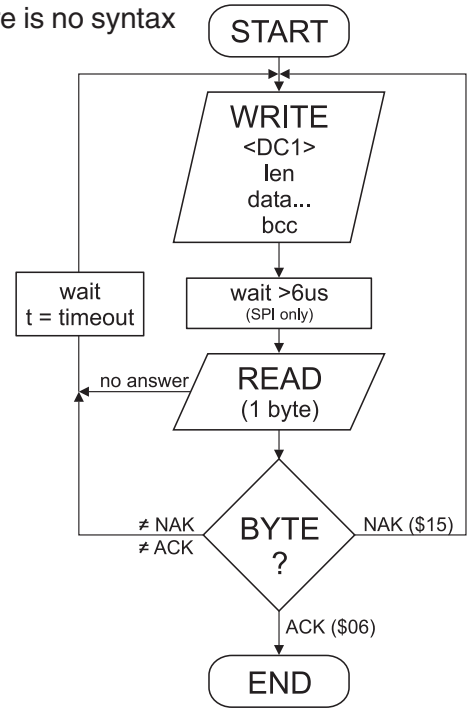 e is no syntax
START
WRITE
<DC1>
len
data...
bcc
wait
t = timeout
wait >6us
(SPI only)
no answer
READ
(1 byte)
≠ NAK
≠ ACK
BYTE
?
NAK ($15)
ACK ($06)
END